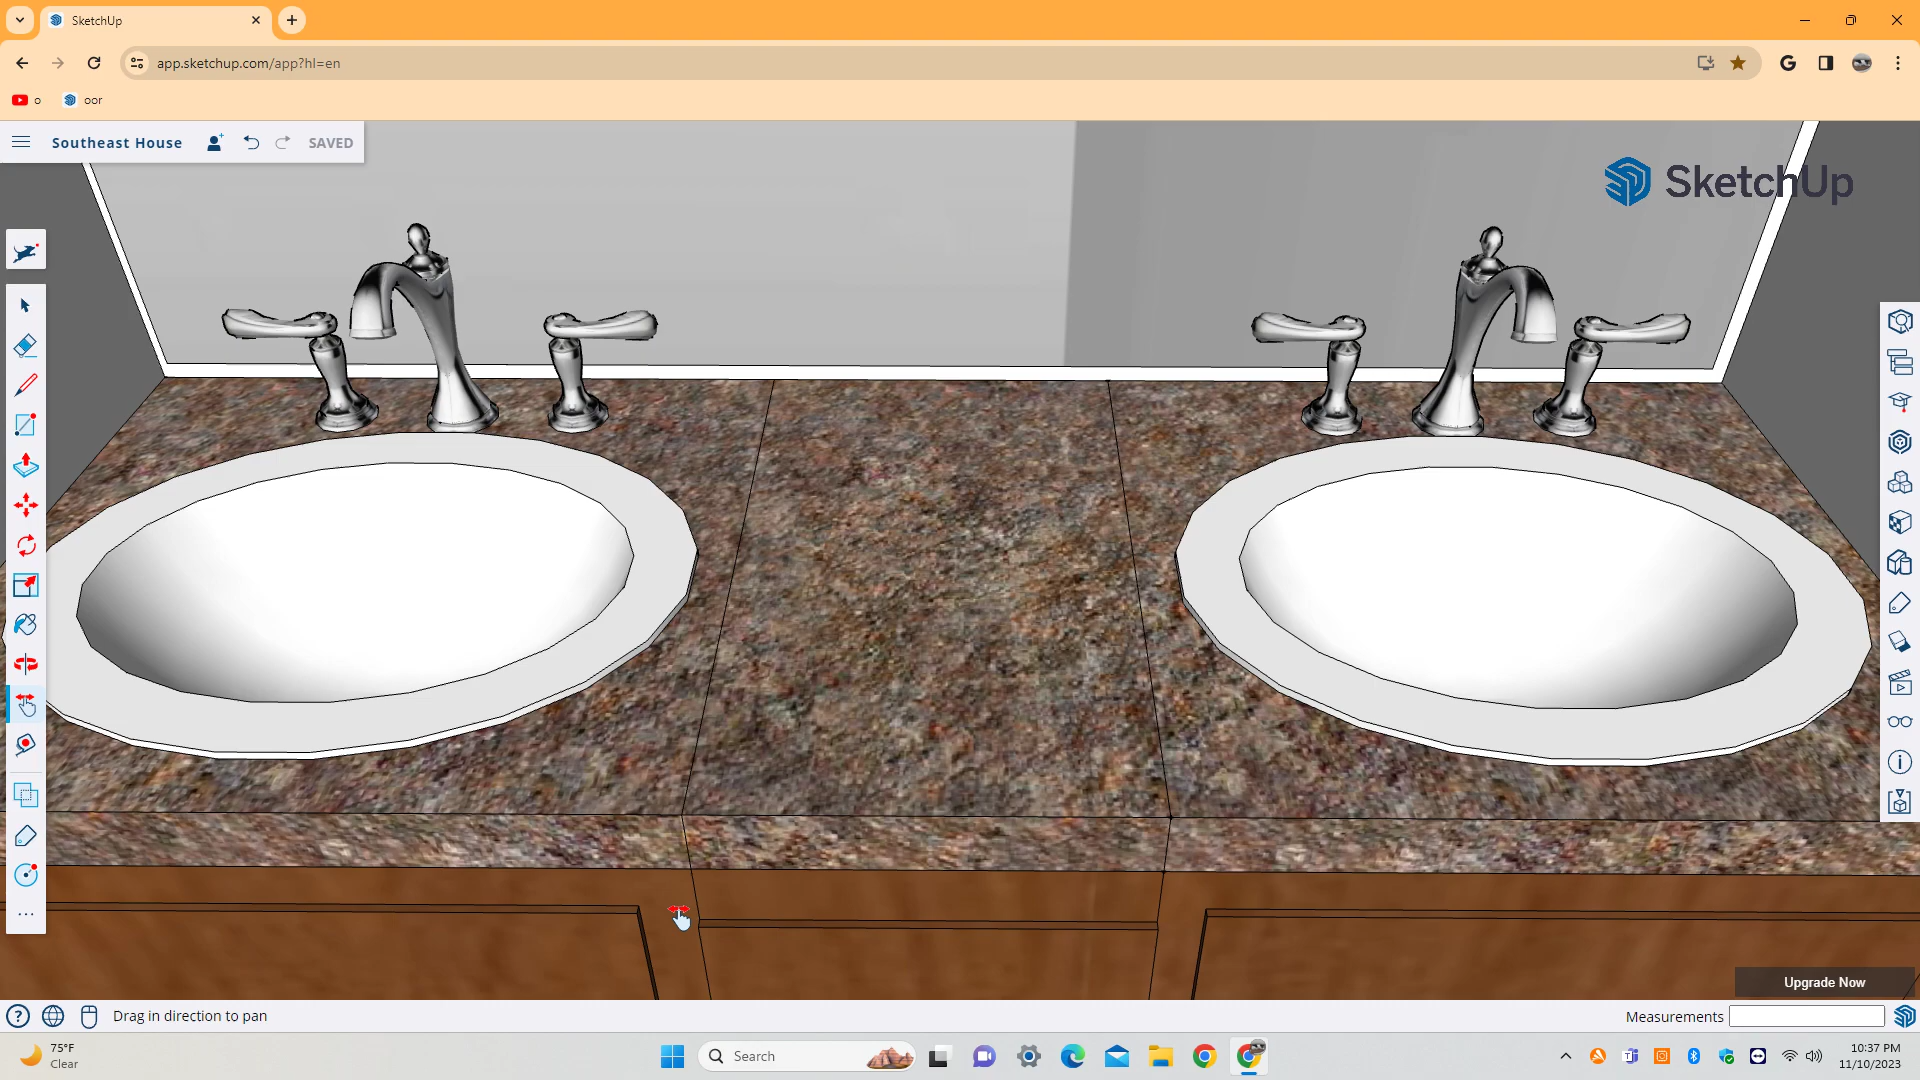 SketchUp
app.sketchup.com/app?hl=en
o
oor
Southeast House
SAVED
SketchUp
Upgrade Now
Drag in direction to pan
Measurements
75°F
Clear
Search
10:37 PM
11/10/2023